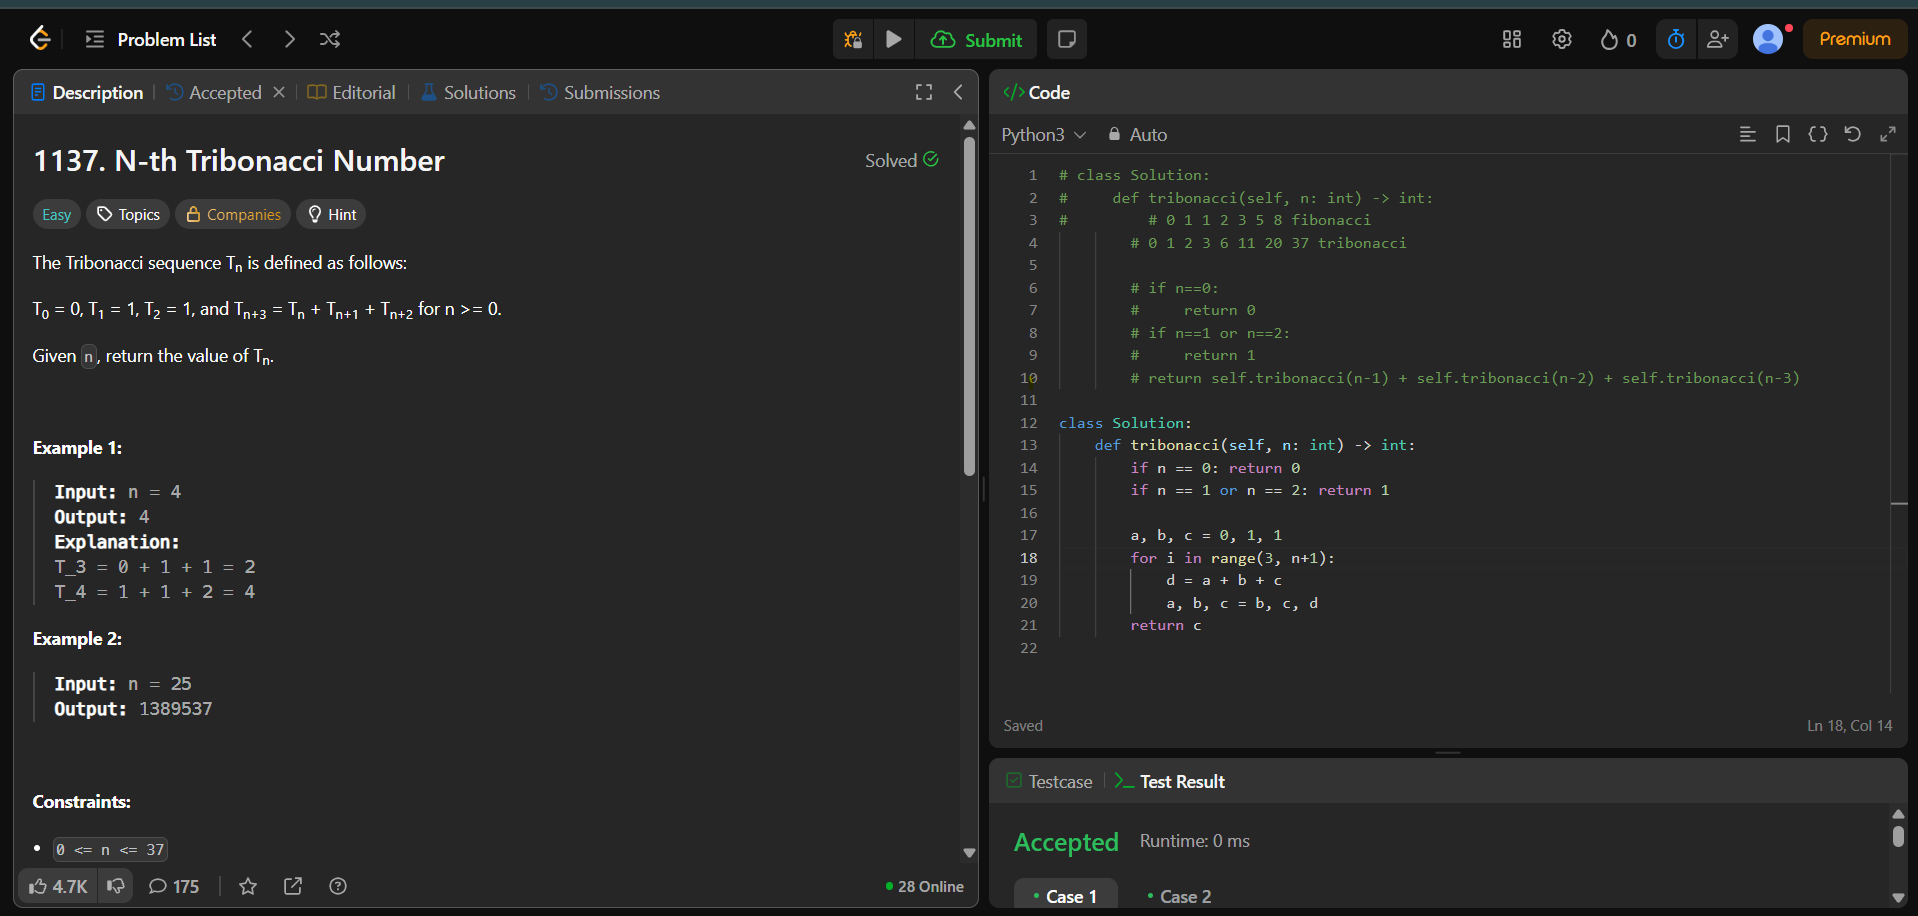 Problem List
Submit
0
Premium
Description
Accepted
Editorial
Solutions
Submissions
1137. N-th Tribonacci Number
Solved
Easy
Topics
Companies
Hint
The Tribonacci sequence Tn is defined as follows:
T0 = 0, T1 = 1, T2 = 1, and Tn+3 = Tn + Tn+1 + Tn+2 for n >= 0.
Given n, return the value of Tn.
Example 1:
Input: n = 4
Output: 4
Explanation:
T_3 = 0 + 1 + 1 = 2
T_4 = 1 + 1 + 2 = 4
Example 2:
Input: n = 25
Output: 1389537
Constraints:
• 0 <= n <= 37
4.7K
175
28 Online
</> Code
Python3
Auto
1 # class Solution:
2 #     def tribonacci(self, n: int) -> int:
3 #         # 0 1 1 2 3 5 8 fibonacci
4         # 0 1 2 3 6 11 20 37 tribonacci
5
6         # if n==0:
7         #     return 0
8         # if n==1 or n==2:
9         #     return 1
10         # return self.tribonacci(n-1) + self.tribonacci(n-2) + self.tribonacci(n-3)
11
12 class Solution:
13     def tribonacci(self, n: int) -> int:
14         if n == 0: return 0
15         if n == 1 or n == 2: return 1
16
17         a, b, c = 0, 1, 1
18         for i in range(3, n+1):
19             d = a + b + c
20             a, b, c = b, c, d
21         return c
22
Saved
Ln 18, Col 14
Testcase
Test Result
Accepted
Runtime: 0 ms
• Case 1
• Case 2